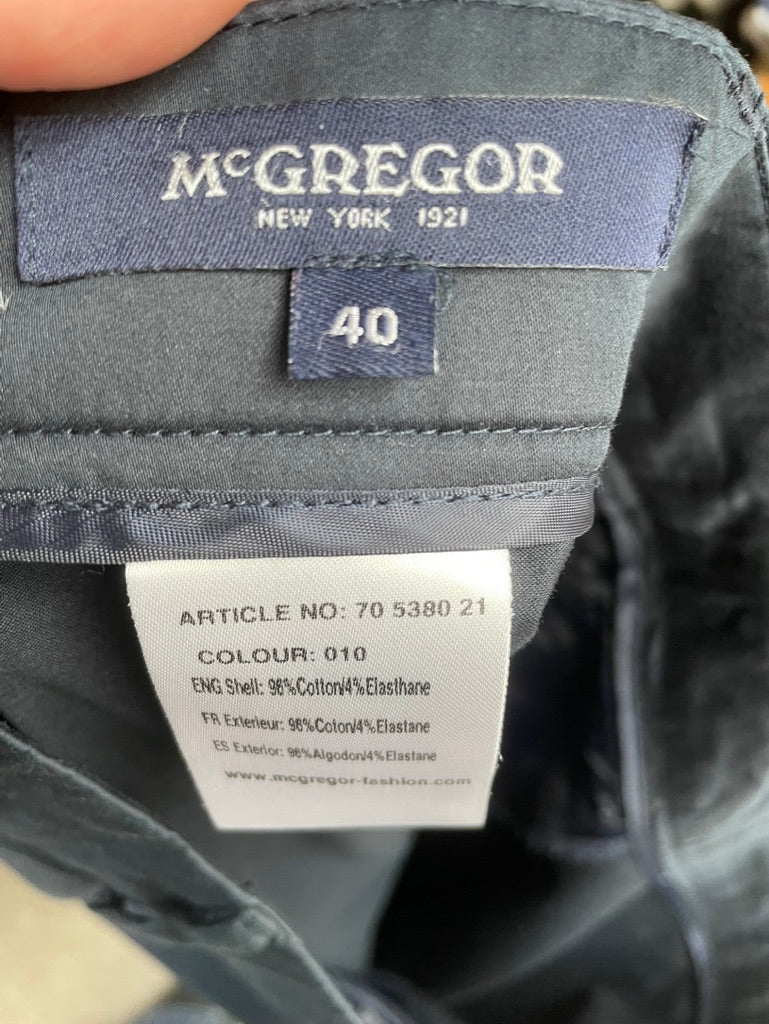 McGREGOR
NEW YORK 1921
40
ARTICLE NO: 70 5380 21
COLOUR: 010
ENG Shell: 96%Cotton/4%Elasthane
FR Exterieur: 96%Coton/4%Elastane
ES Exterior: 96%Algodon/4%Elastane
www.mcgregor-fashion.com